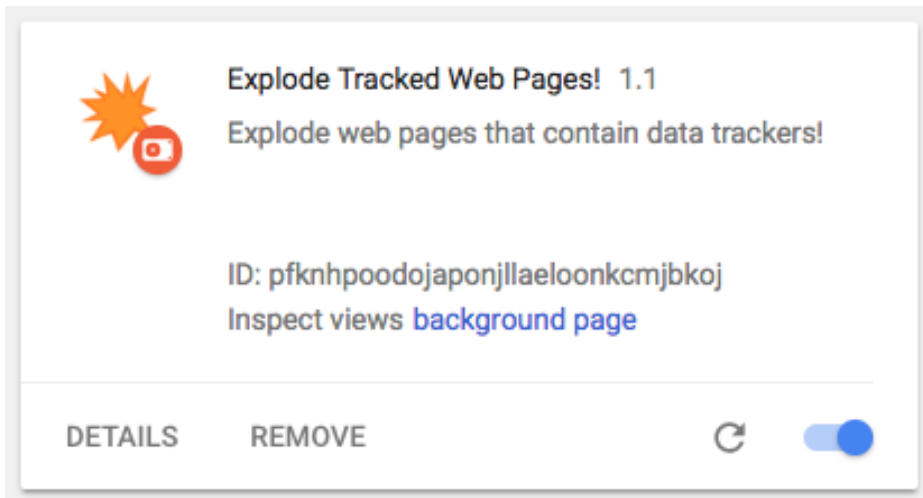 Explode Tracked Web Pages! 1.1
Explode web pages that contain data trackers!
ID: pfknhpoodojaponjllaeloonkcmjbkoj
Inspect views background page
DETAILS REMOVE